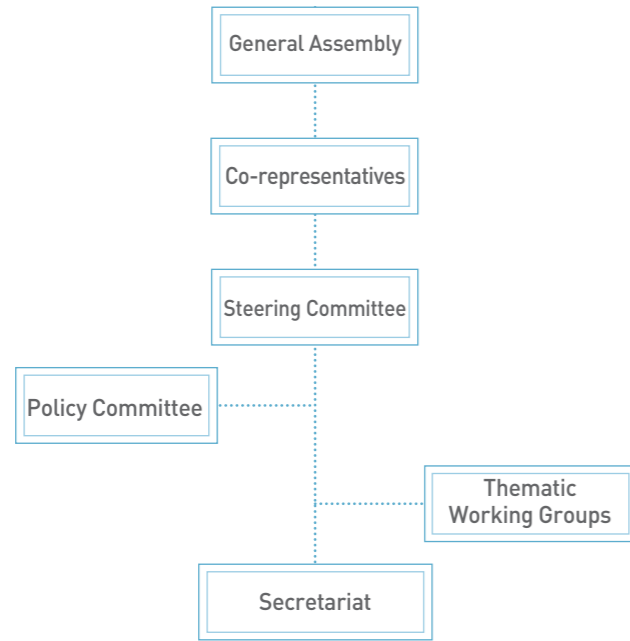 General Assembly
Co-representatives
Steering Committee
Policy Committee
Thematic
Working Groups
Secretariat